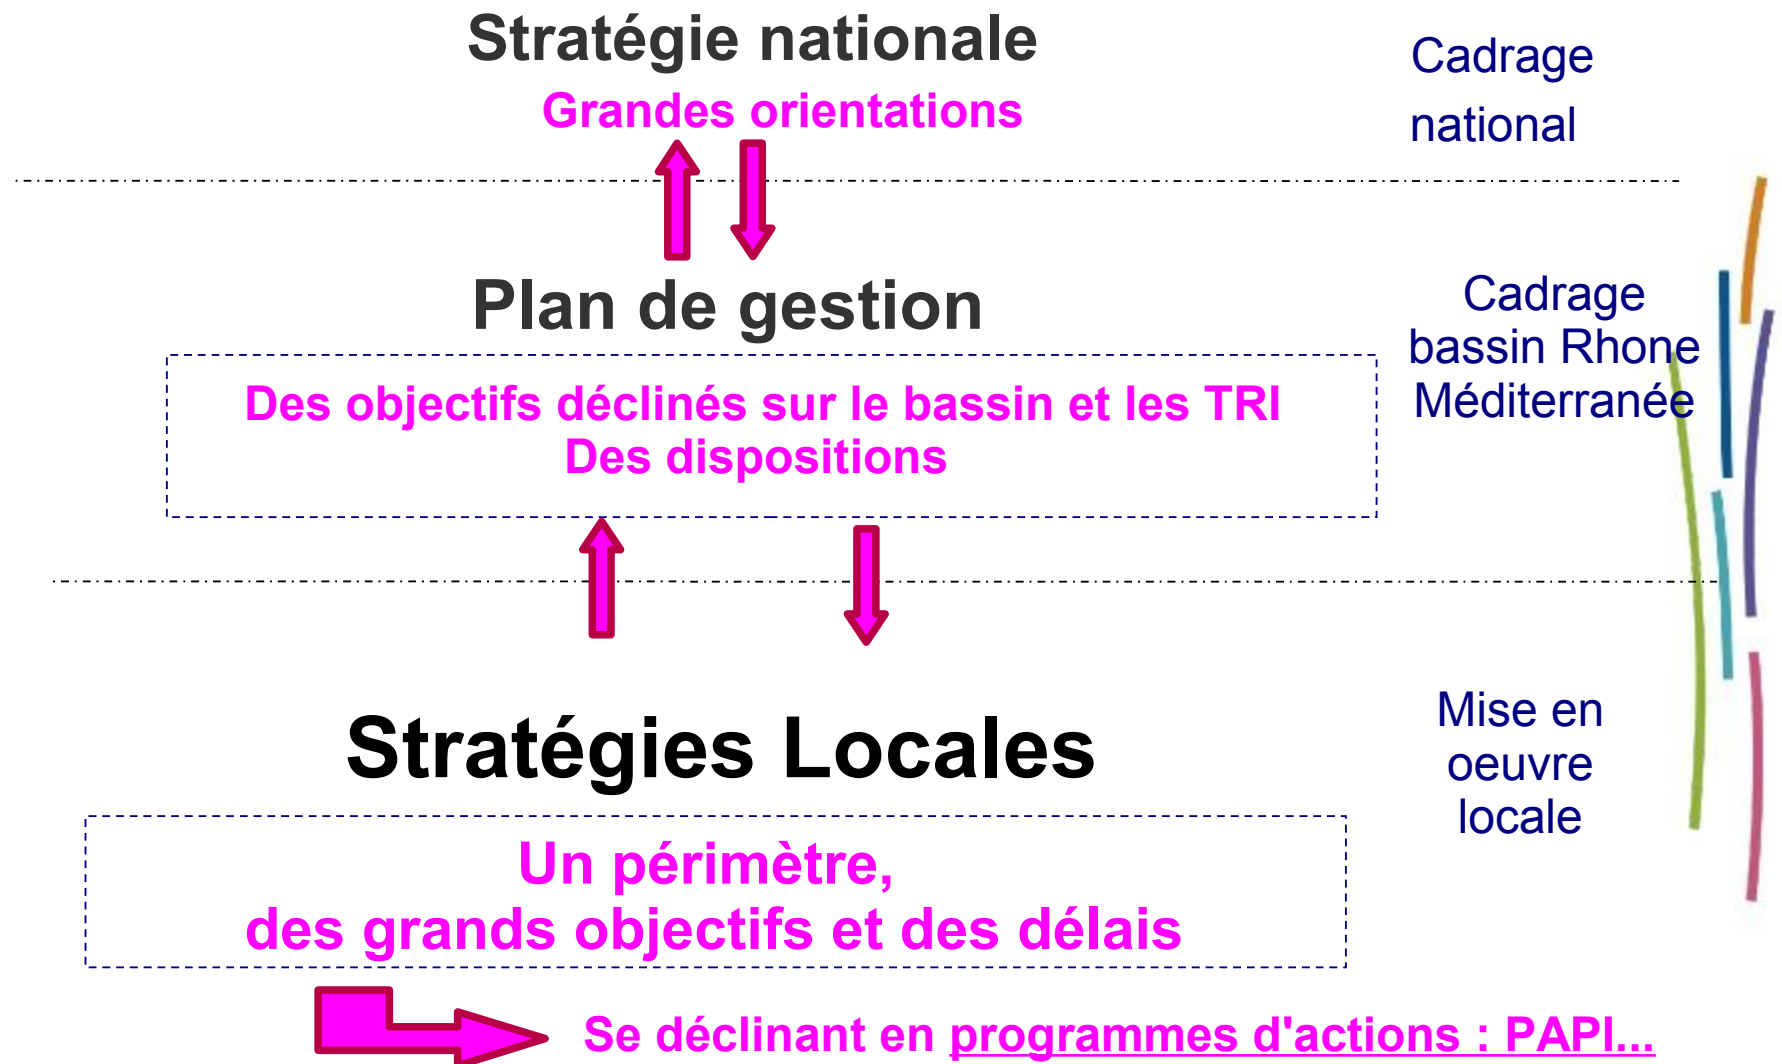 Stratégie nationale
Grandes orientations
Cadrage
national
Plan de gestion
Des objectifs déclinés sur le bassin et les TRI
Des dispositions
Cadrage
bassin Rhone
Méditerranée
Stratégies Locales
Un périmètre,
des grands objectifs et des délais
Mise en
oeuvre
locale
Se déclinant en programmes d'actions : PAPI...